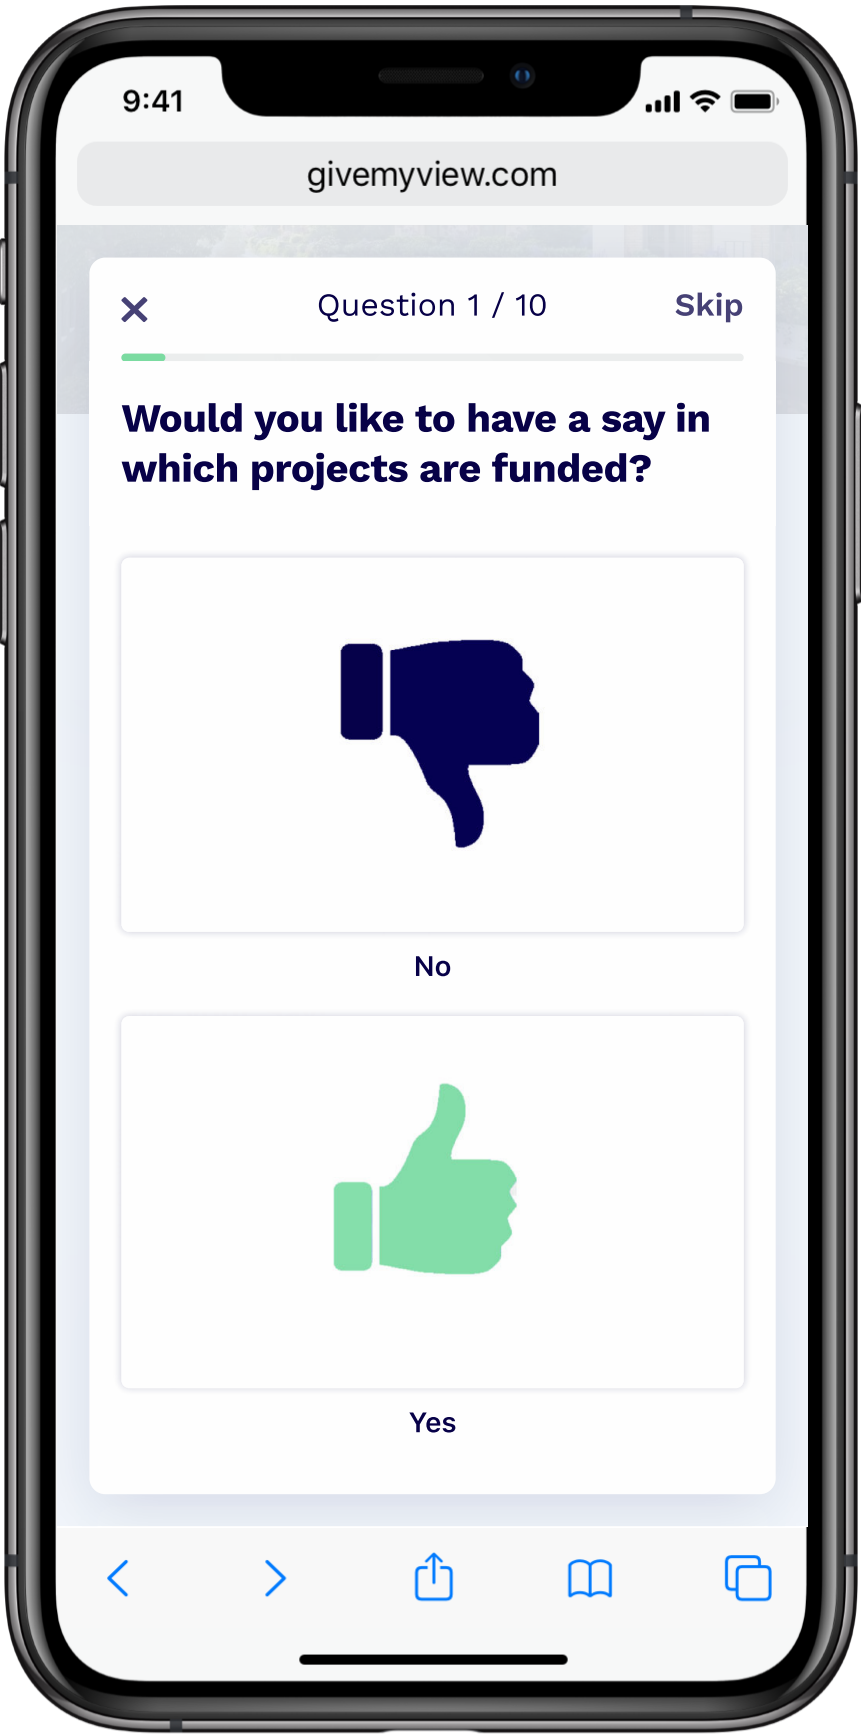 9:41
givemyview.com
Question 1 / 10
Skip
Would you like to have a say in
which projects are funded?
No
Yes